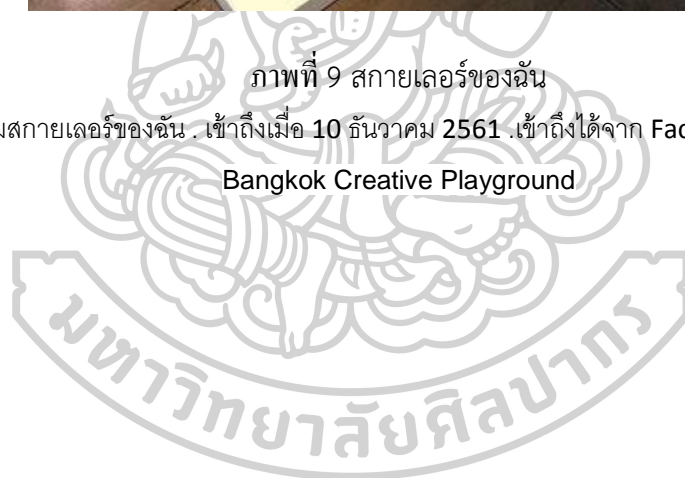 ภาพที่ 9 สกายเลอร์ของฉัน
สกายเลอร์ของฉัน . เข้าถึงเมื่อ 10 ธันวาคม 2561 .เข้าถึงได้จาก
Bangkok Creative Playground
มหาวิทยาลัยศิลปากร